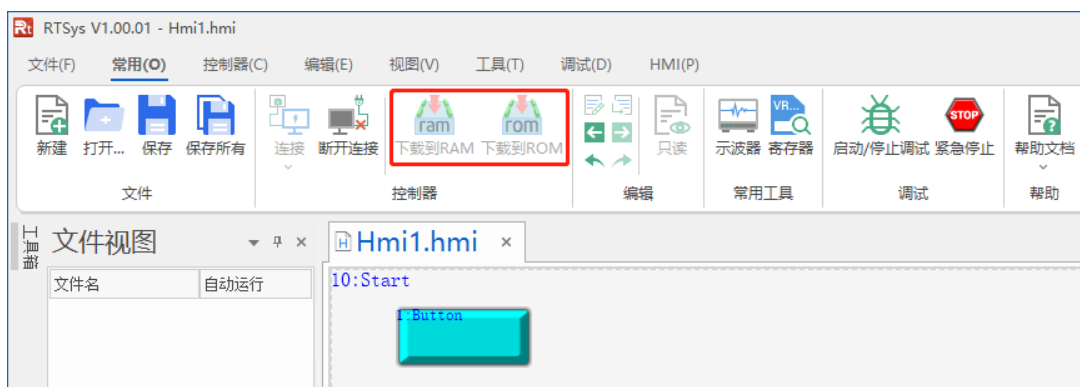 Rt RTSys V1.00.01 - Hmi1.hmi
文件(F) 常用(O) 控制器(C) 编辑(E) 视图(V) 工具(T) 调试(D) HMI(P)
ram rom VR... STOP
新建 打开... 保存 保存所有 连接 断开连接 下载到RAM 下载到ROM 只读 示波器 寄存器 启动/停止调试 紧急停止 帮助文档
文件 控制器 编辑 常用工具 调试 帮助
工具箱
文件视图
H Hmi1.hmi
文件名 自动运行
10:Start
1:Button